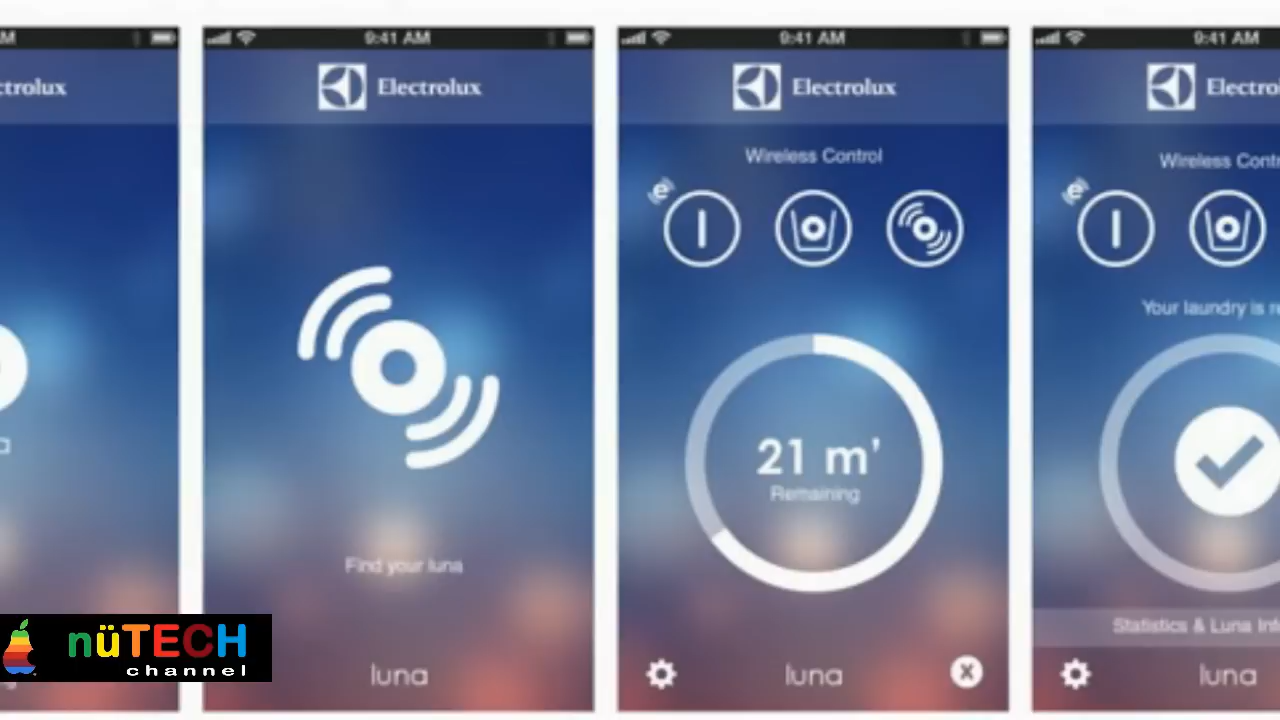 M
ctrolux
a
9:41 AM
Electrolux
Find your luna
luna
9:41 AM
Electrolux
Wireless Control
e
21 m'
Remaining
luna
9:41 AM
Electrolu
Wireless Contr
e
Your laundry is r
Statistics & Luna Inf
luna
nüTECH
channel